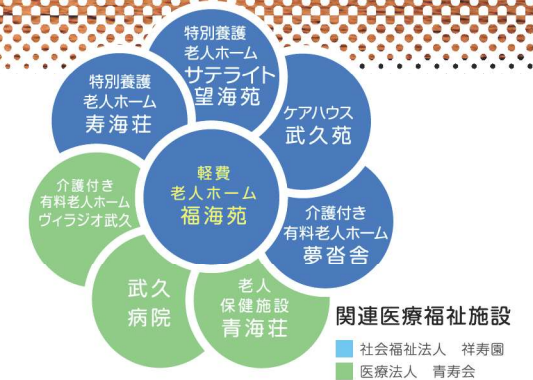 特別養護
老人ホーム
サテライト
望海苑
特別養護
老人ホーム
寿海荘
ケアハウス
武久苑
軽費
老人ホーム
福海苑
介護付き
有料老人ホーム
ヴィラジオ武久
介護付き
有料老人ホーム
夢沓舎
武久
病院
老人
保健施設
青海荘
関連医療福祉施設
社会福祉法人 祥寿園
医療法人 青寿会